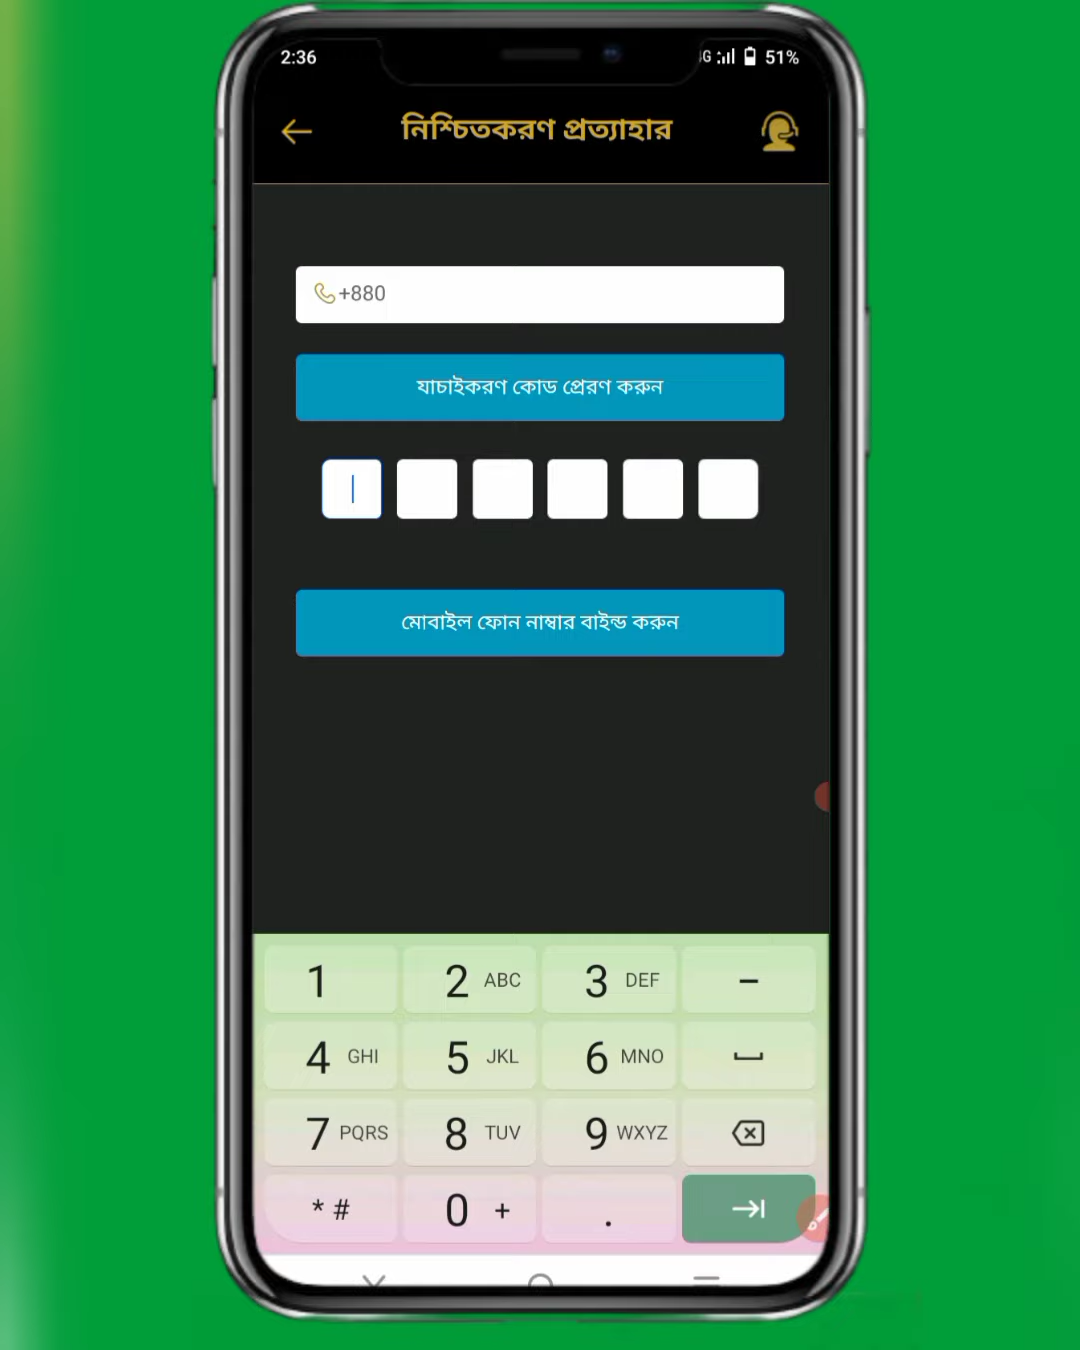 2:36
G 51%
নিশ্চিতকরণ প্রত্যাহার
+880
যাচাইকরণ কোড প্রেরণ করুন
মোবাইল ফোন নাম্বার বাইন্ড করুন
1 2 ABC 3 DEF -
4 GHI 5 JKL 6 MNO
7 PQRS 8 TUV 9 WXYZ
* # 0 + .